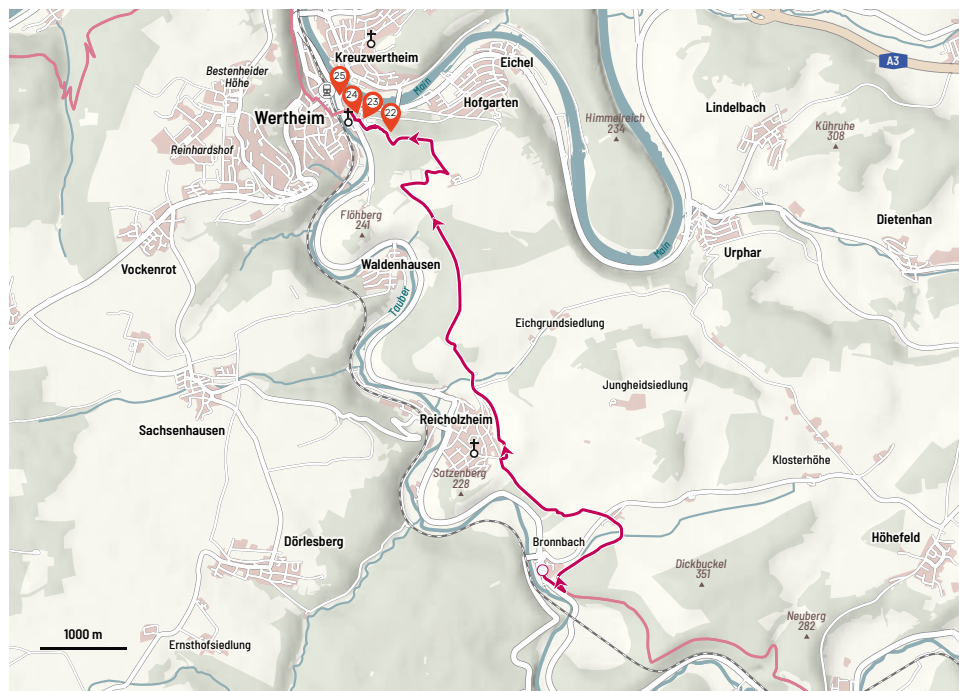 Kreuzwertheim
Eichel
A3
Bestenheider
Höhe
25
24
23
22
Main
Hofgarten
Lindelbach
Wertheim
Himmelreich
234
Kühruhe
308
Reinhardshof
Flöhberg
241
Dietenhan
Main
Urphar
Vockenrot
Waldenhausen
Tauber
Eichgrundsiedlung
Jungheidsiedlung
Reicholzheim
Sachsenhausen
Klosterhöhe
Satzenberg
228
Dörlesberg
Bronnbach
Höhefeld
Dickbuckel
351
Neuberg
282
1000 m
Ernsthofsiedlung